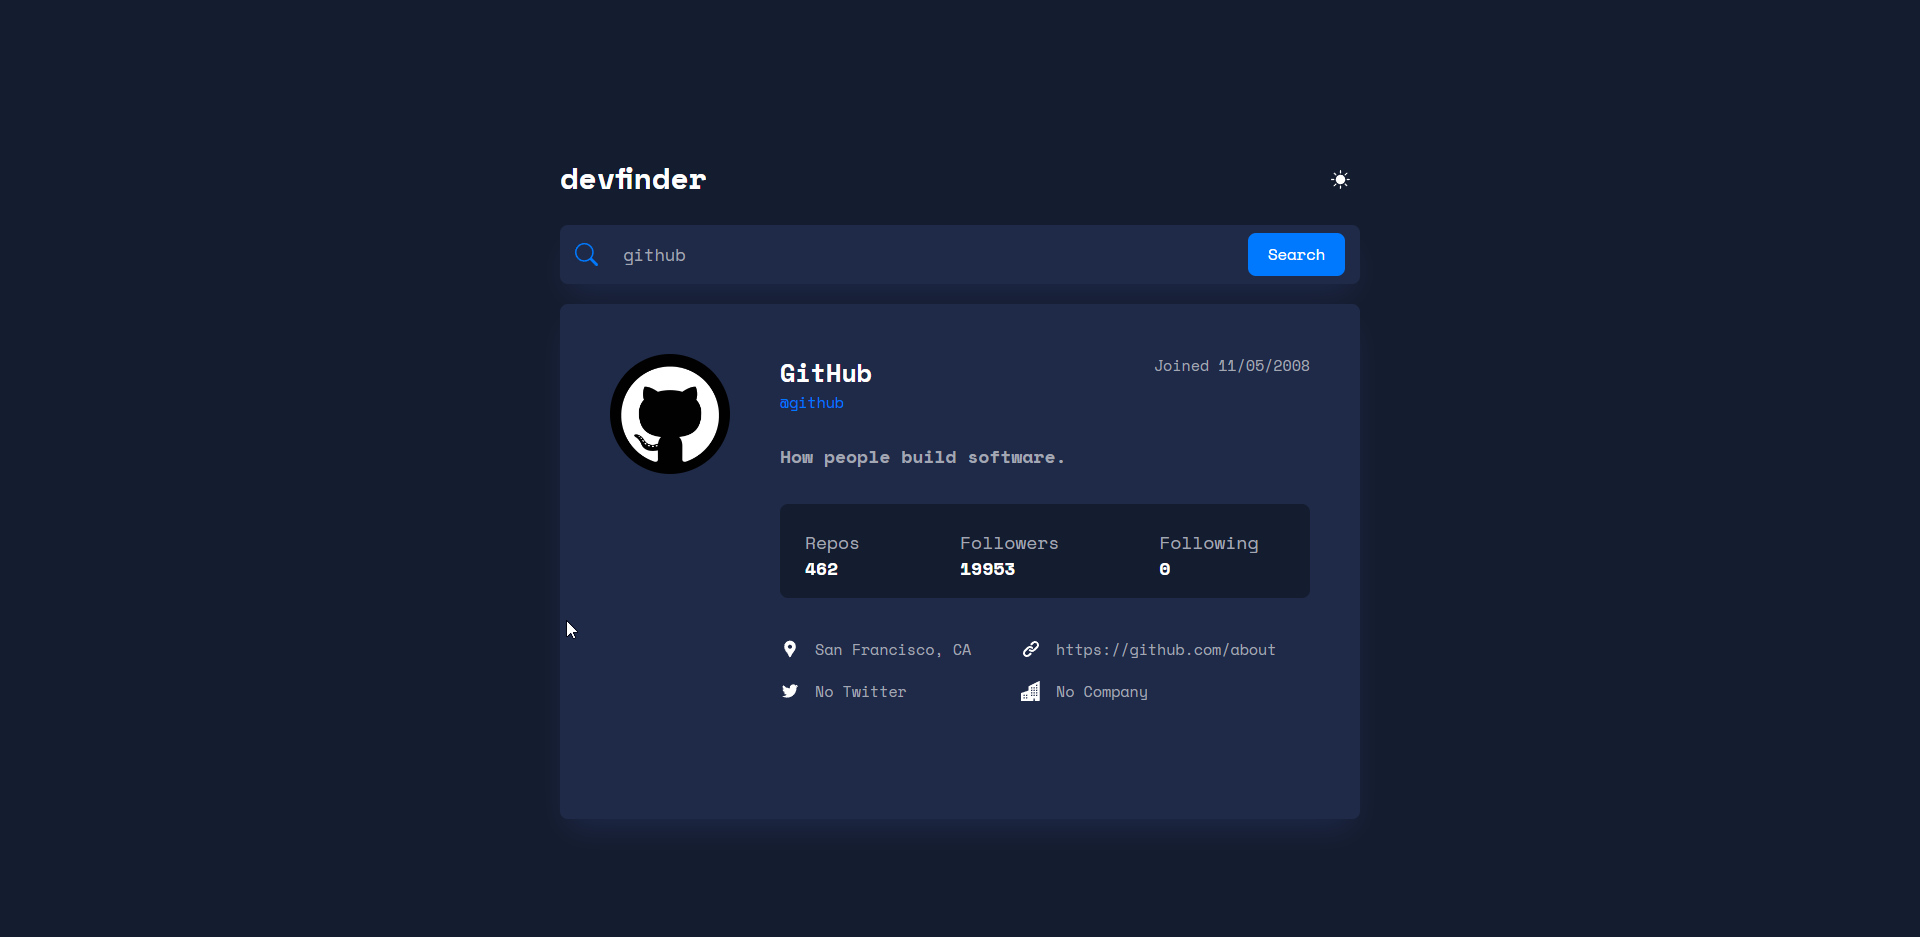 devfinder
github
Search
GitHub
Joined 11/05/2008
@github
How people build software.
Repos Followers Following
462 19953 0
San Francisco, CA https://github.com/about
No Twitter No Company